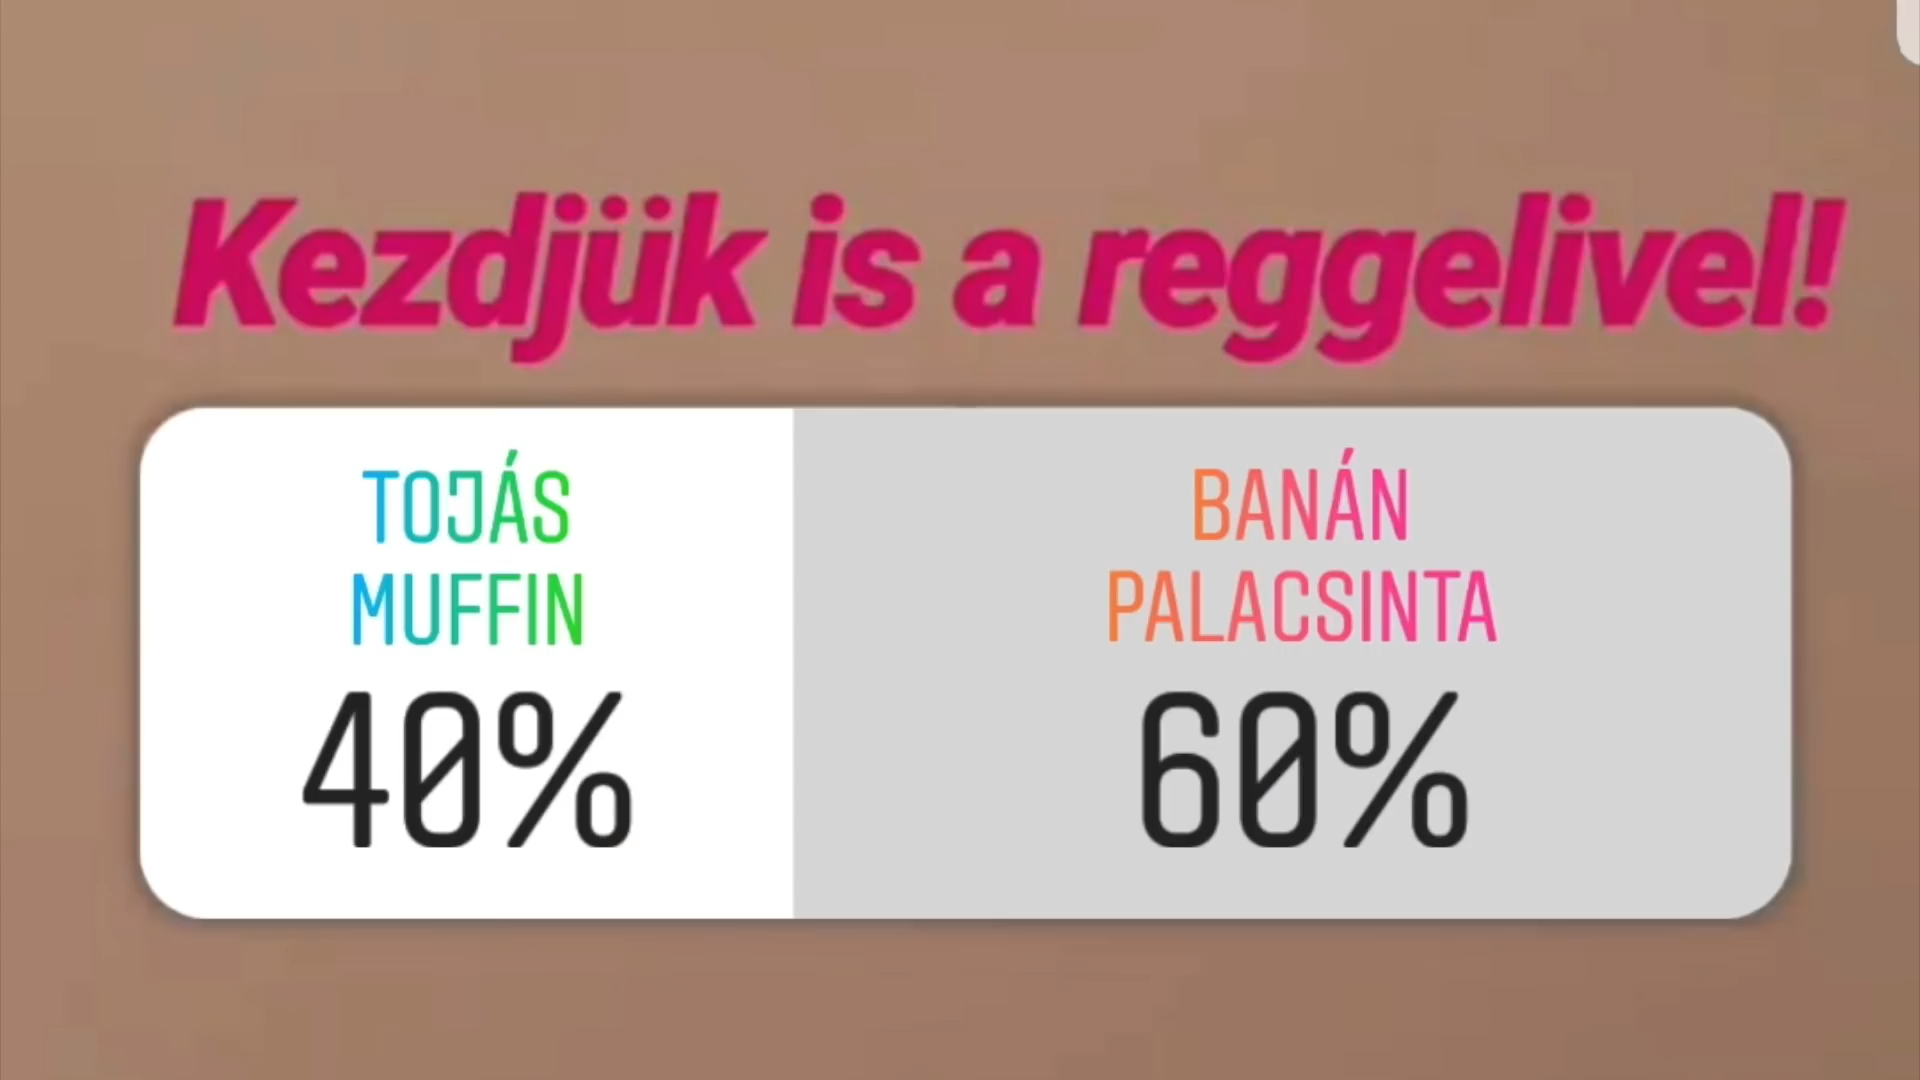 Kezdjük is a reggelivel!
TOJÁS
MUFFIN
40%
BANÁN
PALACSINTA
60%